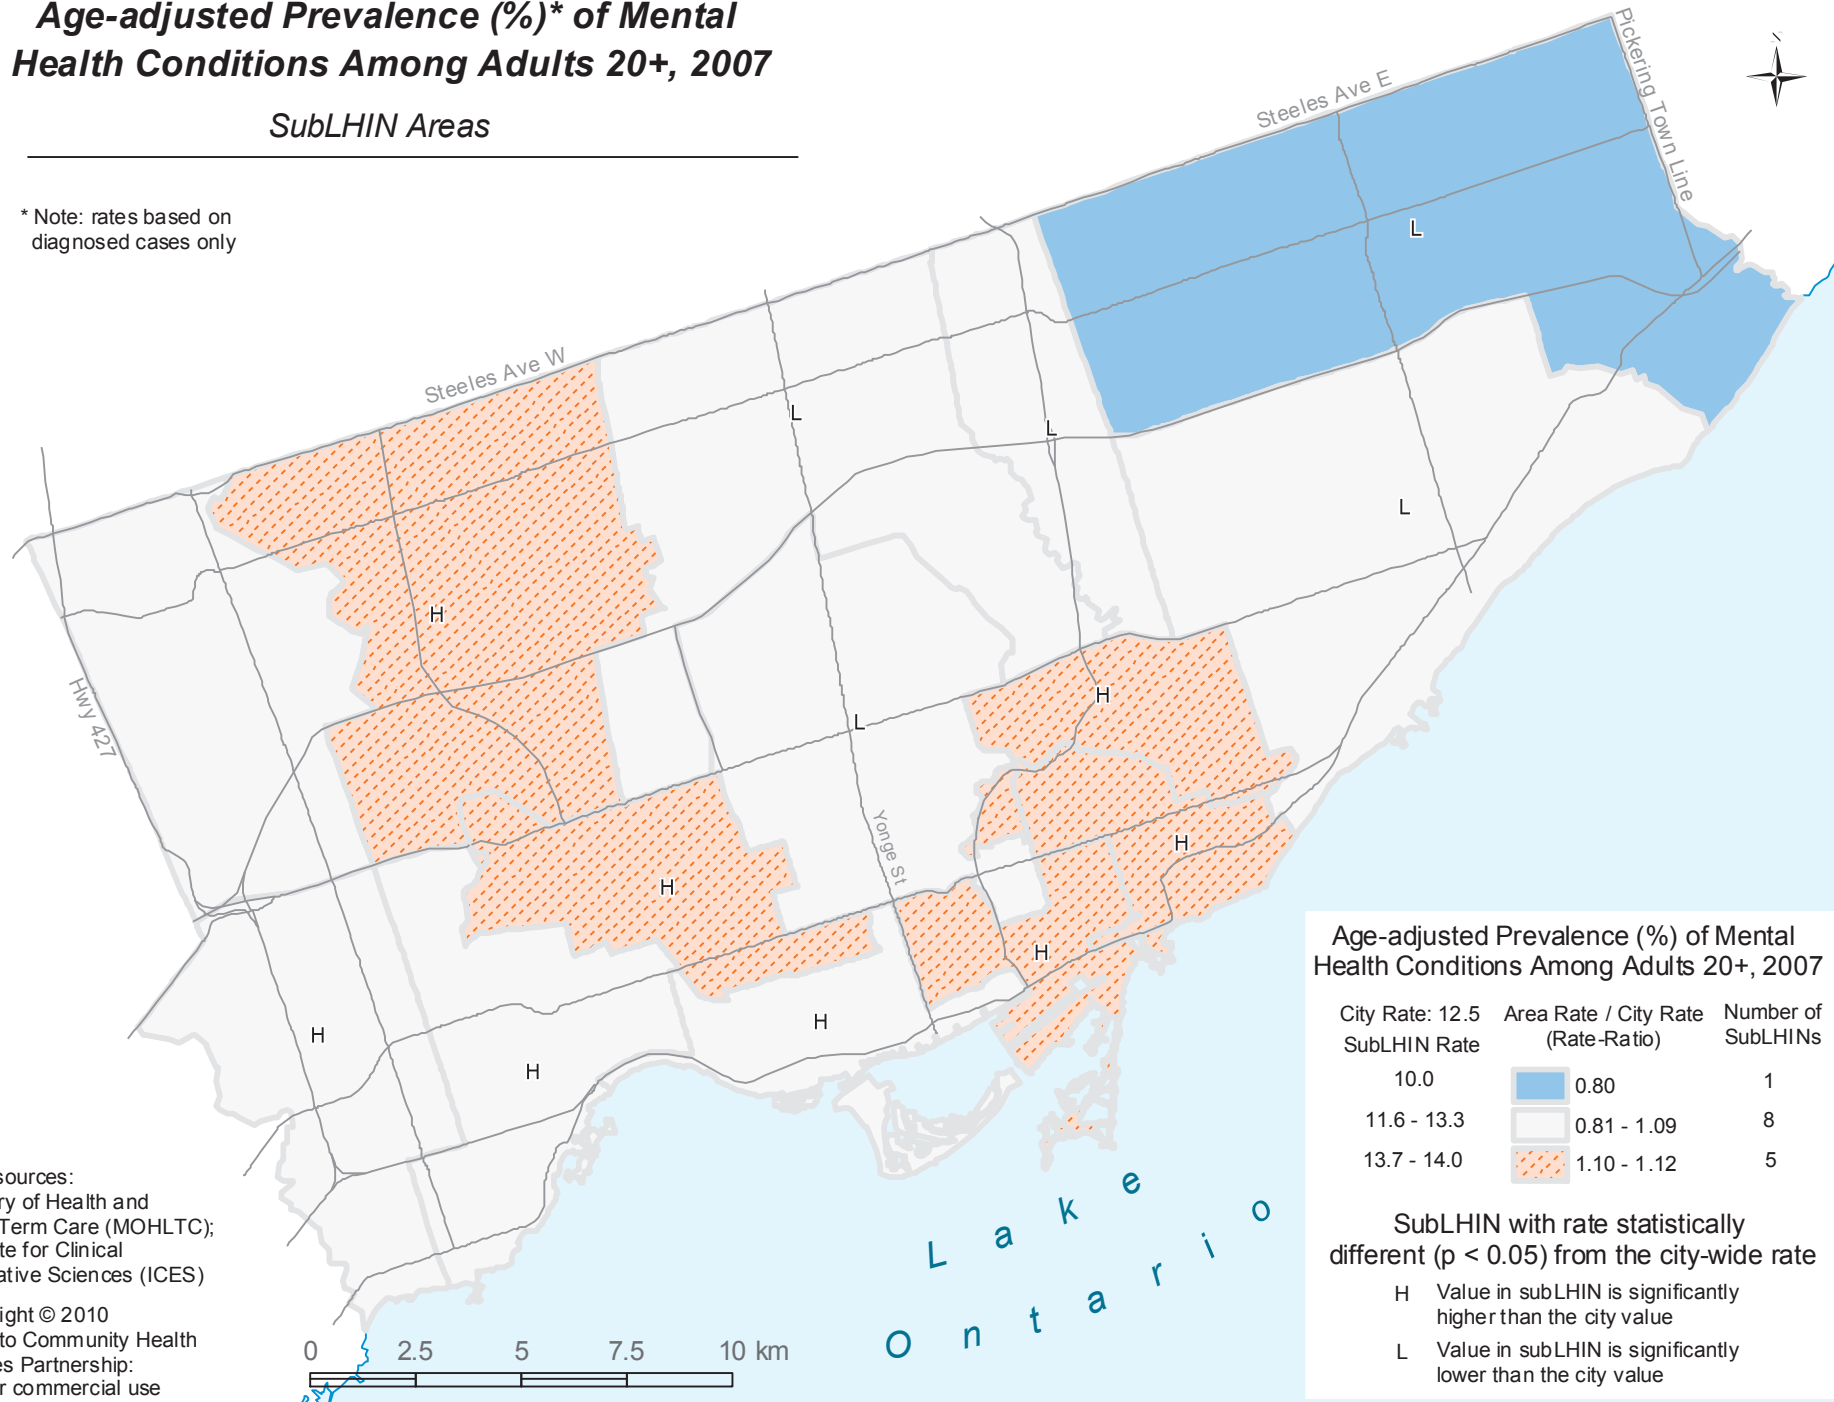 Age-adjusted Prevalence (%)* of Mental
Health Conditions Among Adults 20+, 2007
SubLHIN Areas
* Note: rates based on
diagnosed cases only
Steeles Ave E
Pickering Town Line
N
Steeles Ave W
Hwy 427
Yonge St
L
L
L
L
H
H
L
H
H
H
H
H
H
Lake
Ontario
sources:
ry of Health and
Term Care (MOHLTC);
te for Clinical
ative Sciences (ICES)
ight © 2010
to Community Health
es Partnership:
r commercial use
0 2.5 5 7.5 10 km
Age-adjusted Prevalence (%) of Mental
Health Conditions Among Adults 20+, 2007
City Rate: 12.5 Area Rate / City Rate Number of
SubLHIN Rate (Rate-Ratio) SubLHINs
10.0 0.80 1
11.6 - 13.3 0.81 - 1.09 8
13.7 - 14.0 1.10 - 1.12 5
SubLHIN with rate statistically
different (p < 0.05) from the city-wide rate
H Value in subLHIN is significantly
higher than the city value
L Value in subLHIN is significantly
lower than the city value